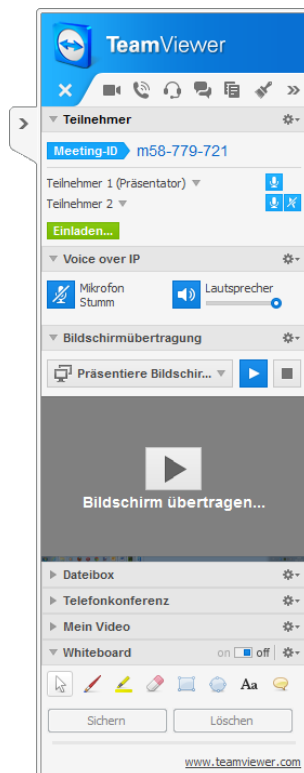 TeamViewer
Teilnehmer
Meeting-ID m58-779-721
Teilnehmer 1 (Präsentator)
Teilnehmer 2
Einladen...
Voice over IP
Mikrofon Stumm
Lautsprecher
Bildschirmübertragung
Präsentiere Bildschir...
Bildschirm übertragen...
Dateibox
Telefonkonferenz
Mein Video
Whiteboard on off
Aa
Sichern Löschen
www.teamviewer.com